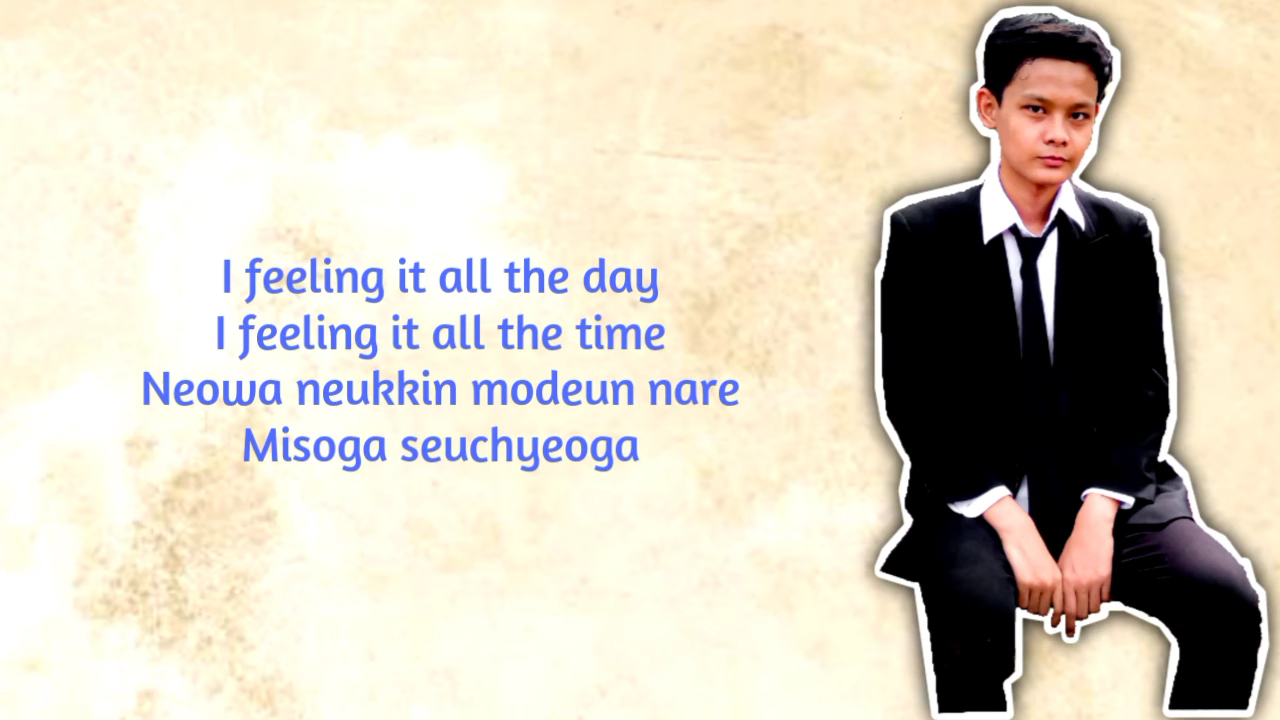 I feeling it all the day
I feeling it all the time
Neowa neukkin modeun nare
Misoga seuchyeoga